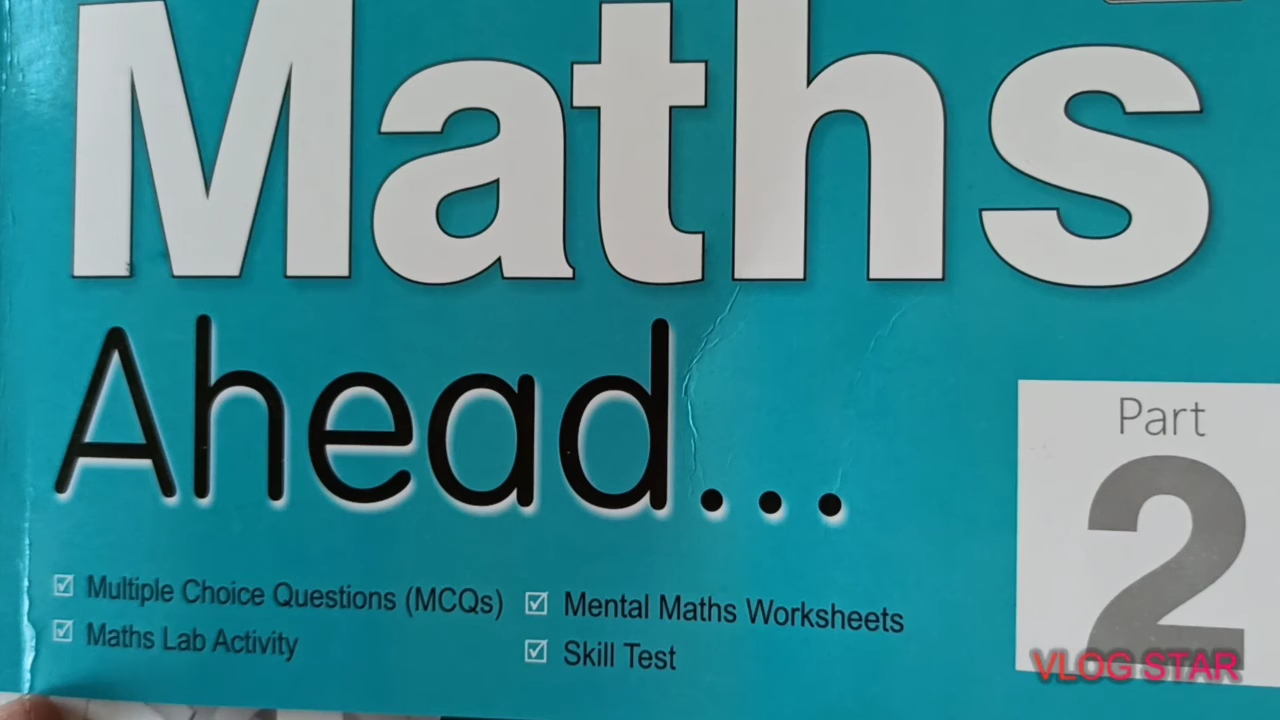 Maths
Ahead...
Part
2
Multiple Choice Questions (MCQs)
Mental Maths Worksheets
Maths Lab Activity
Skill Test
VLOG STAR